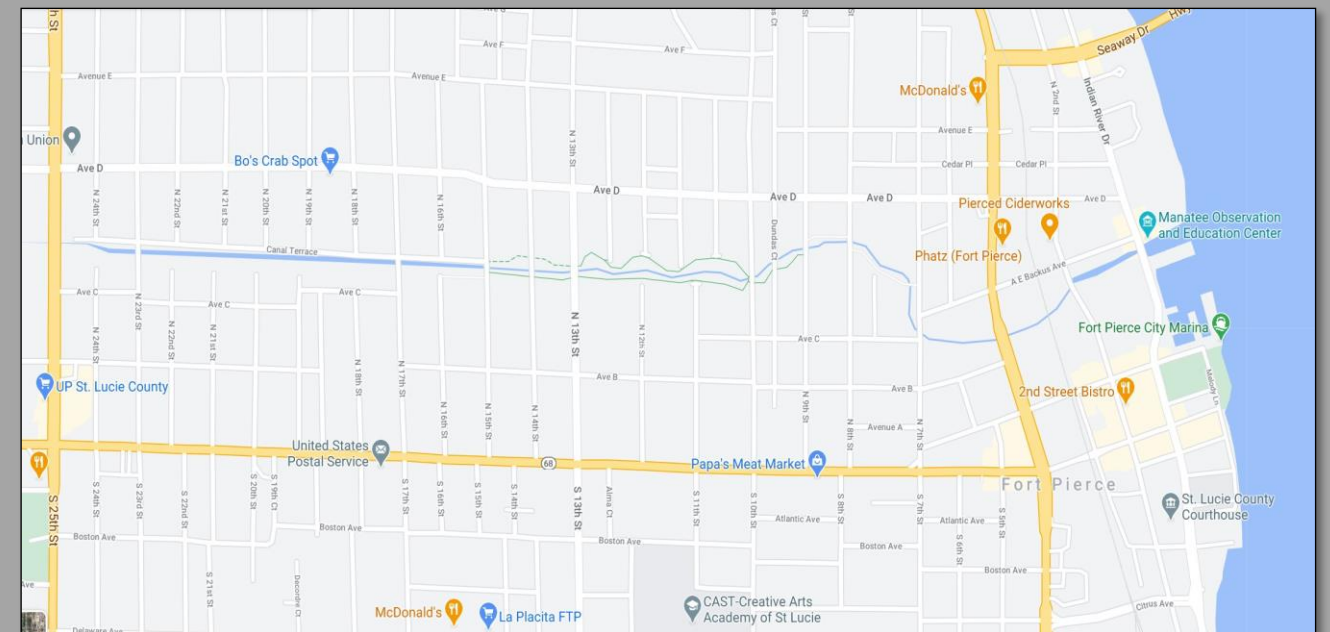 h St
Ave F
Ave F
Seaway Dr
Hwy
Avenue E
Avenue E
McDonald's
N 2nd St
Indian River Dr
Union
N 13th St
Avenue E
Bo's Crab Spot
Cedar Pl
Cedar Pl
Ave D
Ave D
Ave D
Ave D
Ave D
N 24th St
N 22nd St
N 21st St
N 20th St
N 19th St
N 18th St
N 16th St
Pierced Ciderworks
Manatee Observation
and Education Center
Dundas Ct
Phatz (Fort Pierce)
Canal Terrace
A E Backus Ave
Ave C
Ave C
Ave C
N 23rd St
N 24th St
N 22nd St
N 21st St
N 13th St
N 12th St
Ave C
Fort Pierce City Marina
N 18th St
N 17th St
Ave B
Ave B
Melody Ln
UP St. Lucie County
2nd Street Bistro
N 16th St
N 15th St
N 14th St
N 9th St
N 8th St
N 7th St
Avenue A
United States
Postal Service
68
Papa's Meat Market
Fort Pierce
S 25th St
S 24th St
S 23rd St
S 22nd St
S 20th St
S 19th Ct
S 17th St
S 16th St
S 15th St
S 14th St
S 13th St
Alma Ct
S 11th St
S 10th St
S 8th St
S 7th St
S 6th St
S 5th St
St. Lucie County
Courthouse
Atlantic Ave
Atlantic Ave
Boston Ave
Boston Ave
Boston Ave
Boston Ave
Boston Ave
S 21st St
Decordre Ct
McDonald's
La Placita FTP
CAST-Creative Arts
Academy of St Lucie
Citrus Ave
Ave
Delaware Ave